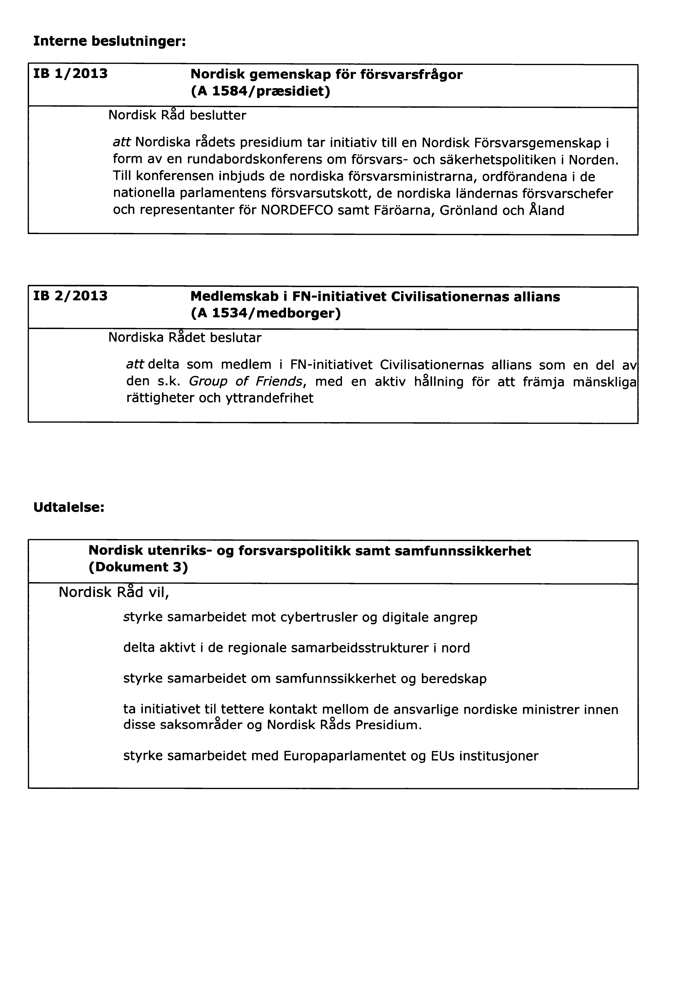 Interne beslutninger:
IB 1/2013 Nordisk gemenskap för försvarsfrågor
(A 1584/præsidiet)
Nordisk Råd beslutter
att Nordiska rådets presidium tar initiativ till en Nordisk Försvarsgemenskap i
form av en rundabordskonferens om försvars- och säkerhetspolitiken i Norden.
Till konferensen inbjuds de nordiska försvarsministrarna, ordförandena i de
nationella parlamentens försvarsutskott, de nordiska ländernas försvarschefer
och representanter för NORDEFCO samt Färöarna, Grönland och Åland
IB 2/2013 Medlemskab i FN-initiativet Civilisationernas allians
(A 1534/medborger)
Nordiska Rådet beslutar
att delta som medlem i FN-initiativet Civilisationernas allians som en del av
den s.k. Group of Friends, med en aktiv hållning för att främja mänskliga
rättigheter och yttrandefrihet
Udtalelse:
Nordisk utenriks- og forsvarspolitikk samt samfunnssikkerhet
(Dokument 3)
Nordisk Råd vil,
styrke samarbeidet mot cybertrusler og digitale angrep
delta aktivt i de regionale samarbeidsstrukturer i nord
styrke samarbeidet om samfunnssikkerhet og beredskap
ta initiativet til tettere kontakt mellom de ansvarlige nordiske ministrer innen
disse saksområder og Nordisk Råds Presidium.
styrke samarbeidet med Europaparlamentet og EUs institusjoner